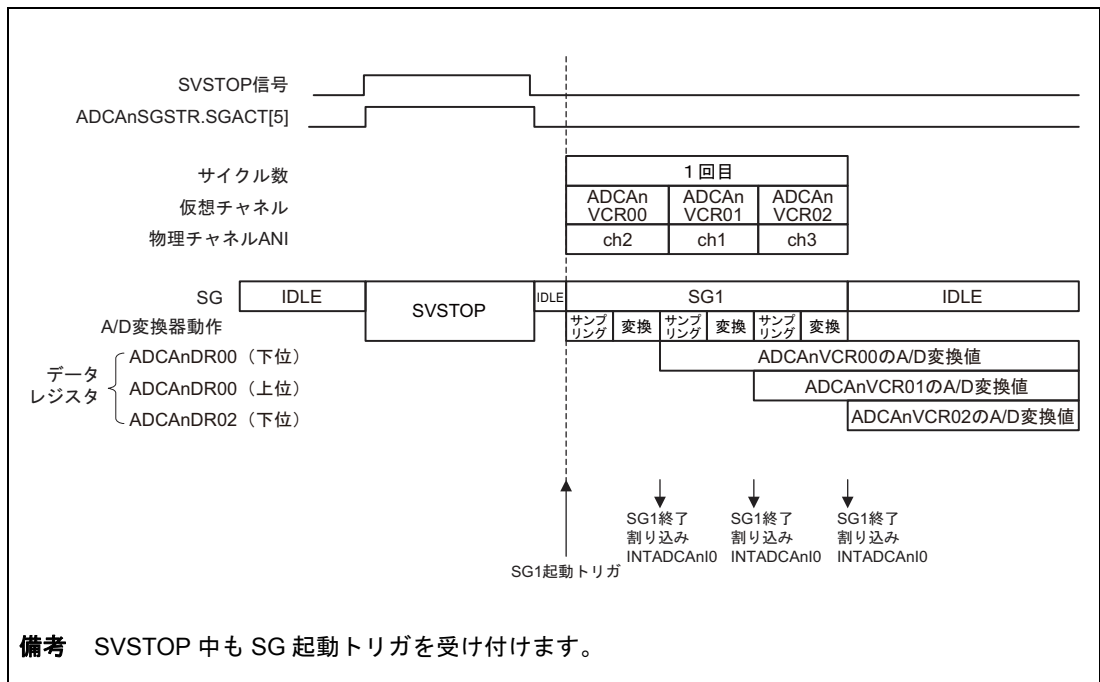 SVSTOP信号
ADCAnSGSTR.SGACT[5]
サイクル数
1回目
仮想チャネル
ADCAn
VCR00
ADCAn
VCR01
ADCAn
VCR02
物理チャネルANI
ch2
ch1
ch3
SG
IDLE
SVSTOP
IDLE
SG1
IDLE
A/D変換器動作
サンプ
リング
変換
サンプ
リング
変換
サンプ
リング
変換
データ
レジスタ
ADCAnDR00(下位)
ADCAnVCR00のA/D変換値
ADCAnDR00(上位)
ADCAnVCR01のA/D変換値
ADCAnDR02(下位)
ADCAnVCR02のA/D変換値
SG1起動トリガ
SG1終了
割り込み
INTADCAnI0
SG1終了
割り込み
INTADCAnI0
SG1終了
割り込み
INTADCAnI0
備考 SVSTOP 中も SG 起動トリガを受け付けます。